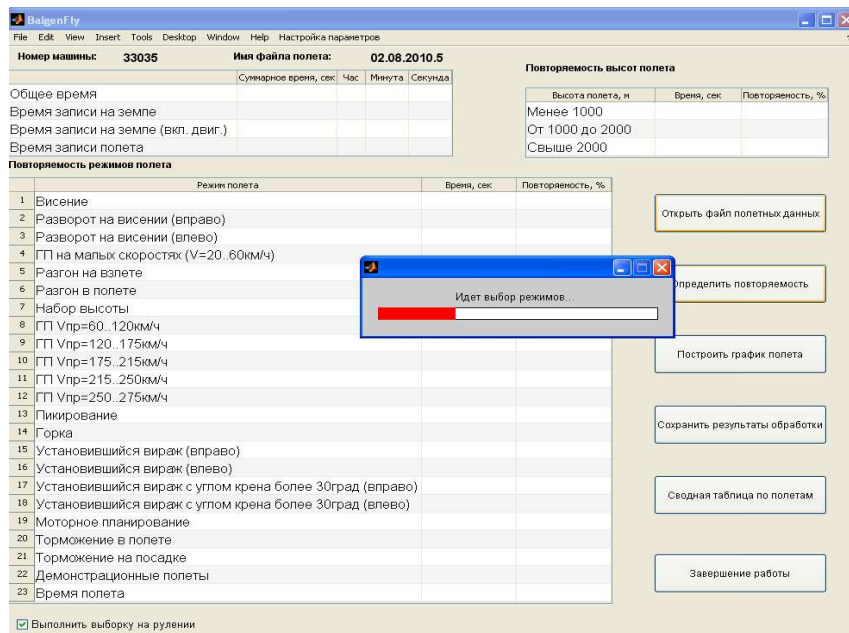 BalgenFly
File Edit View Insert Tools Desktop Window Help Настройка параметров
Номер машины: 33035 Имя файла полета: 02.08.2010.5
Суммарное время, сек Час Минута Секунда
Общее время
Время записи на земле
Время записи на земле (вкл. двиг.)
Время записи полета
Повторяемость высот полета
Высота полета, м Время, сек Повторяемость, %
Менее 1000
От 1000 до 2000
Свыше 2000
Повторяемость режимов полета
Режим полета Время, сек Повторяемость, %
1 Висение
2 Разворот на висении (вправо)
3 Разворот на висении (влево)
4 ГП на малых скоростях (V=20..60км/ч)
5 Разгон на взлете
6 Разгон в полете
7 Набор высоты
8 ГП Vпр=60..120км/ч
9 ГП Vпр=120..175км/ч
10 ГП Vпр=175..215км/ч
11 ГП Vпр=215..250км/ч
12 ГП Vпр=250..275км/ч
13 Пикирование
14 Горка
15 Установившийся вираж (вправо)
16 Установившийся вираж (влево)
17 Установившийся вираж с углом крена более 30град (вправо)
18 Установившийся вираж с углом крена более 30град (влево)
19 Моторное планирование
20 Торможение в полете
21 Торможение на посадке
22 Демонстрационные полеты
23 Время полета
Идет выбор режимов...
Открыть файл полетных данных
Определить повторяемость
Построить график полета
Сохранить результаты обработки
Сводная таблица по полетам
Завершение работы
Выполнить выборку на рулении